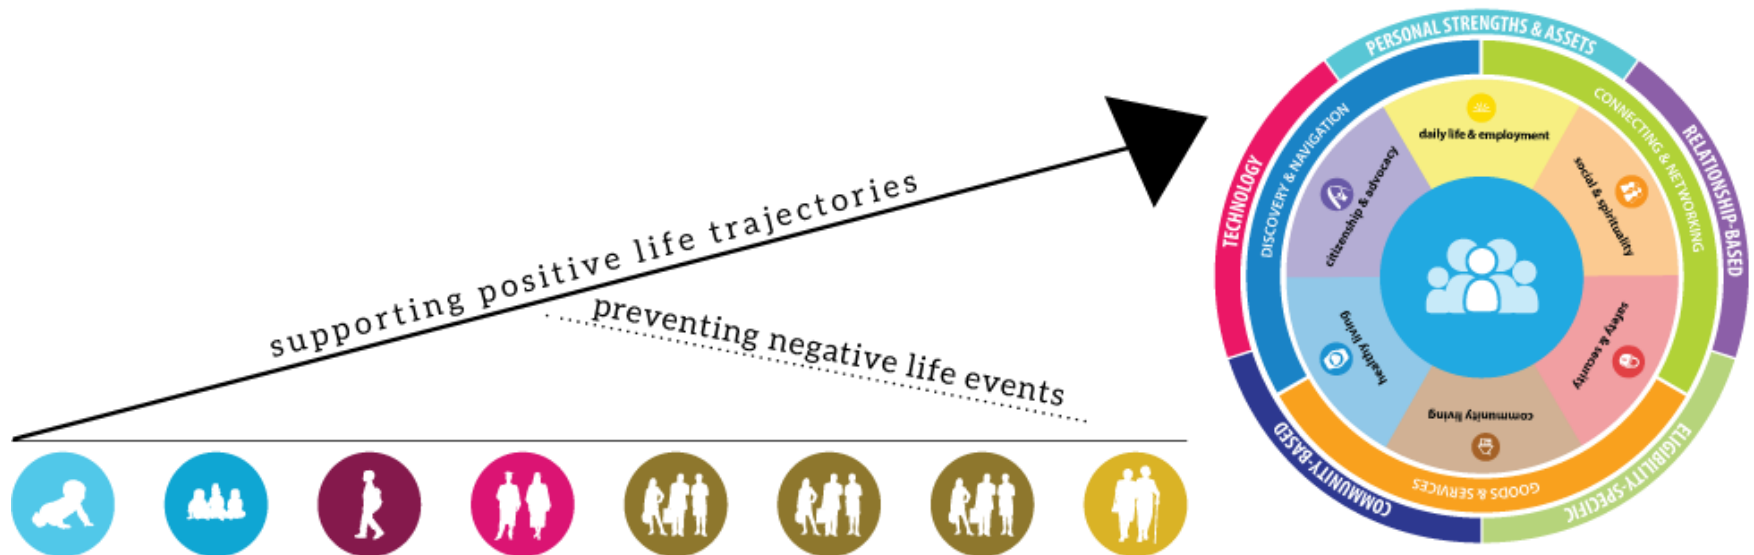 supporting positive life trajectories
preventing negative life events
PERSONAL STRENGTHS & ASSETS
RELATIONSHIP-BASED
ELIGIBILITY-SPECIFIC
COMMUNITY-BASED
TECHNOLOGY
DISCOVERY & NAVIGATION
CONNECTING & NETWORKING
GOODS & SERVICES
daily life & employment
social & spirituality
safety & security
community living
healthy living
citizenship & advocacy